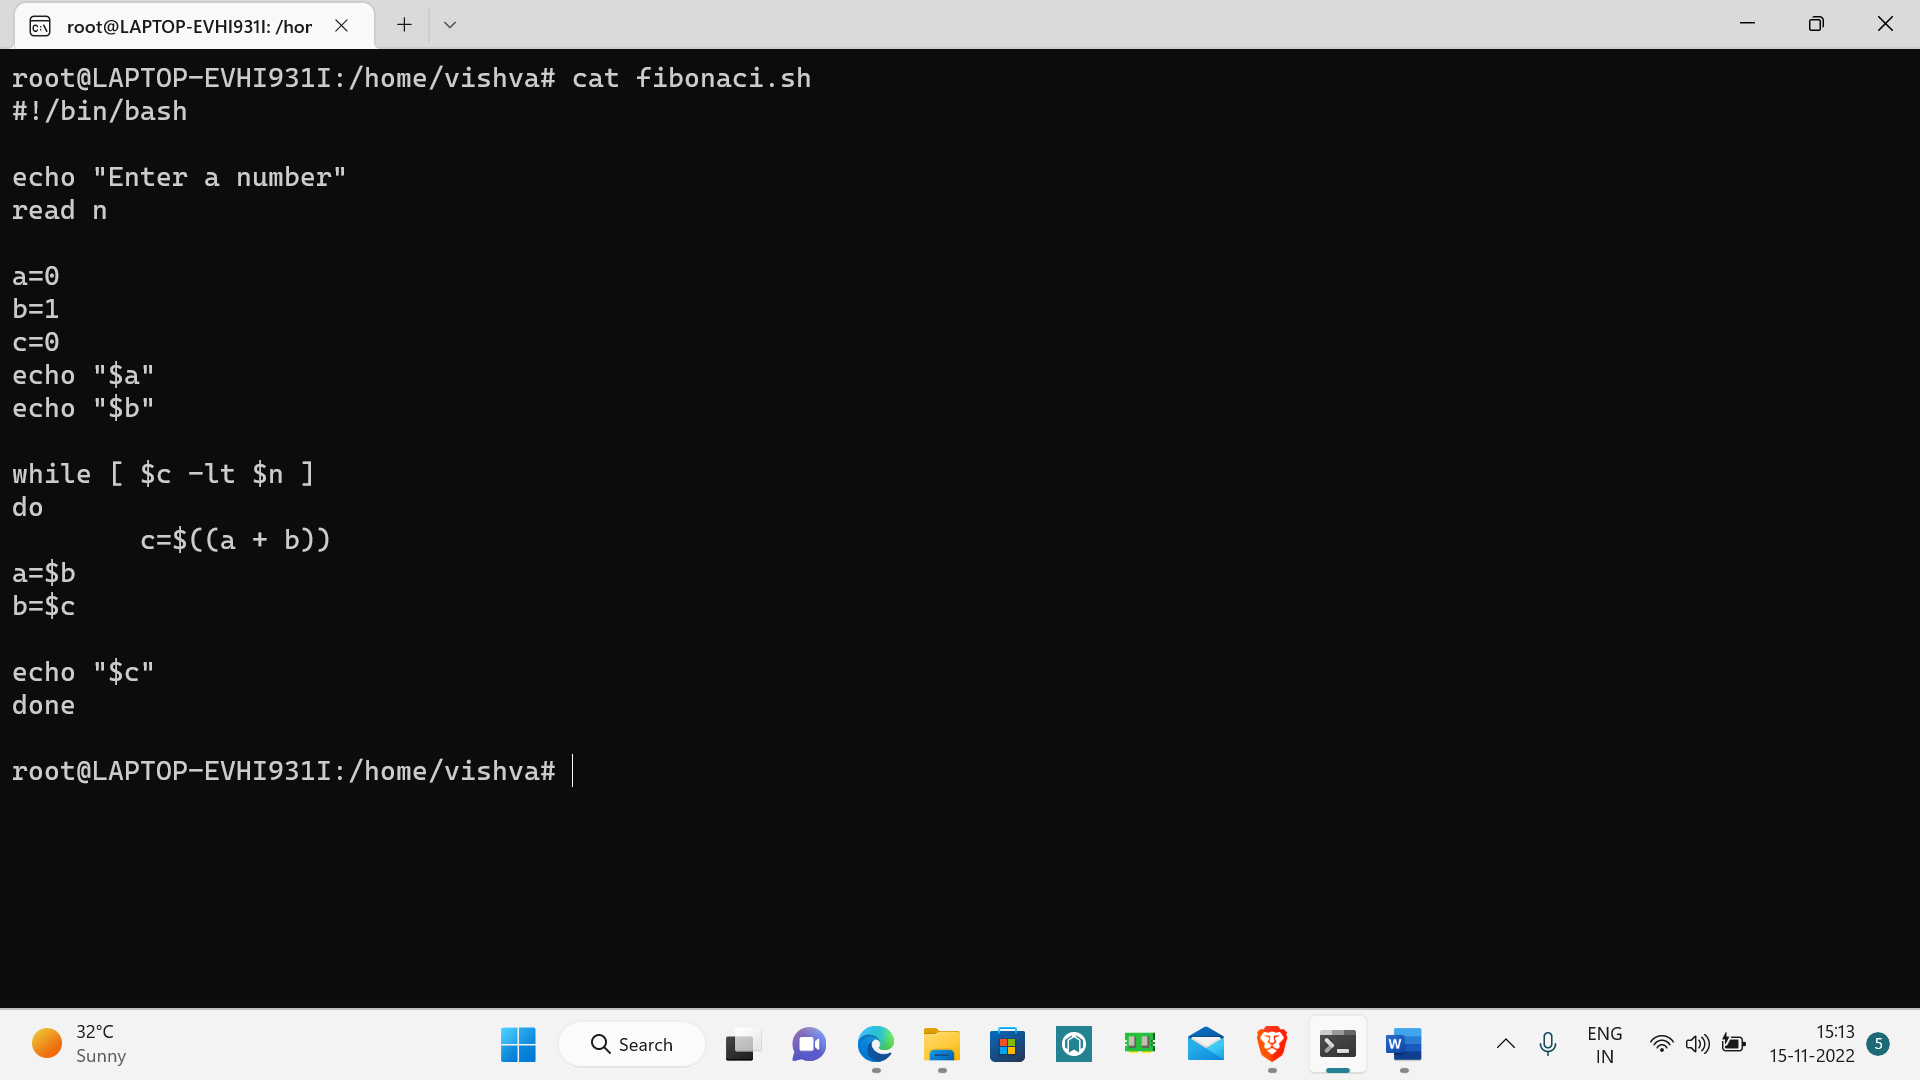 root@LAPTOP-EVHI931I: /hor
root@LAPTOP-EVHI931I:/home/vishva# cat fibonaci.sh
#!/bin/bash

echo "Enter a number"
read n

a=0
b=1
c=0
echo "$a"
echo "$b"

while [ $c -lt $n ]
do
        c=$((a + b))
a=$b
b=$c

echo "$c"
done

root@LAPTOP-EVHI931I:/home/vishva#
32°C
Sunny
Search
ENG
IN
15:13
15-11-2022
5